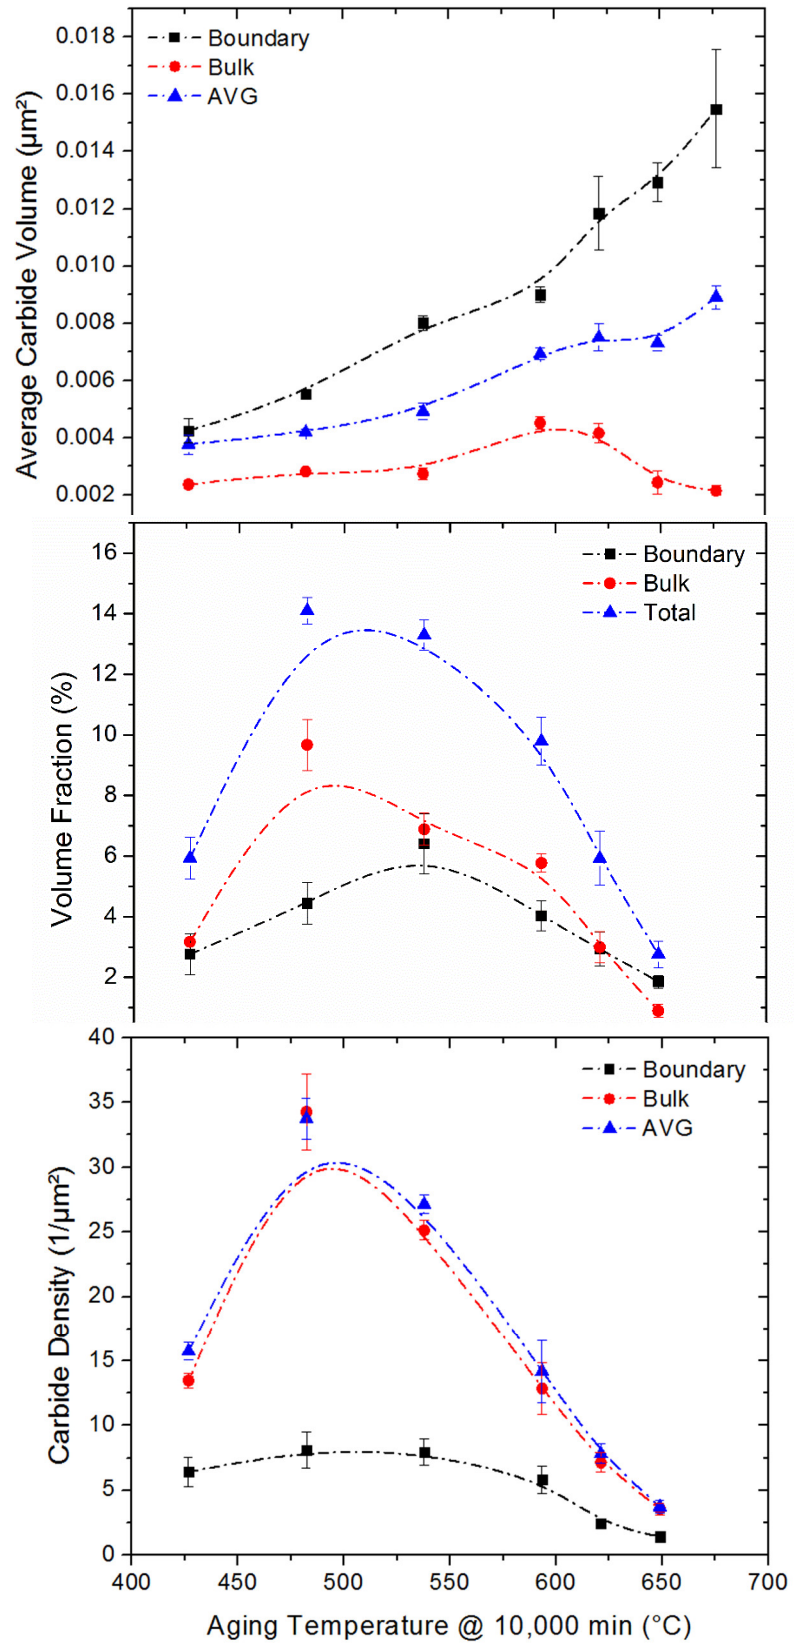 0.018
0.016
0.014
0.012
0.010
0.008
0.006
0.004
0.002
Average Carbide Volume (µm²)
Boundary
Bulk
AVG
16
14
12
10
8
6
4
2
Volume Fraction (%)
Boundary
Bulk
Total
40
35
30
25
20
15
10
5
0
Carbide Density (1/µm²)
Boundary
Bulk
AVG
400 450 500 550 600 650 700
Aging Temperature @ 10,000 min (°C)